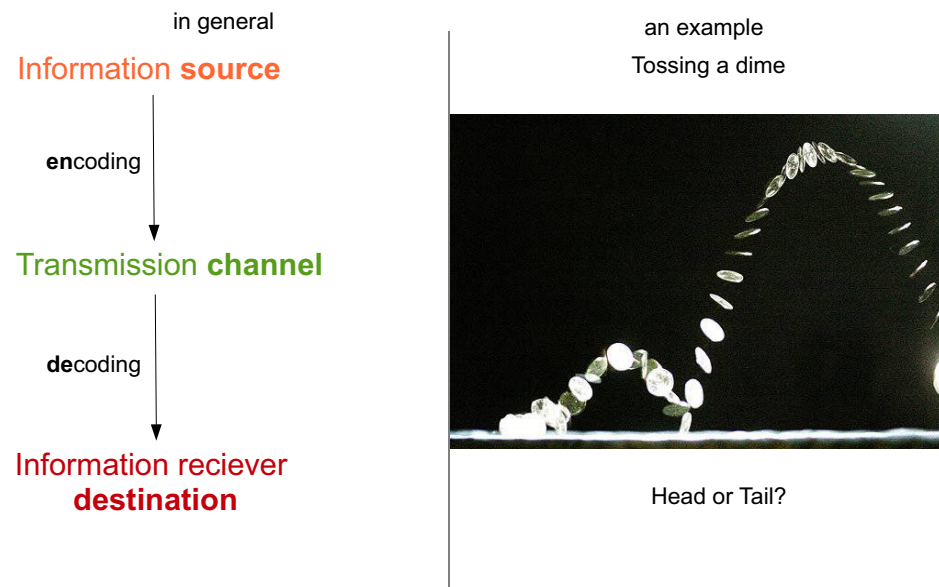 in general
Information source
encoding
Transmission channel
decoding
Information reciever
destination
an example
Tossing a dime
Head or Tail?